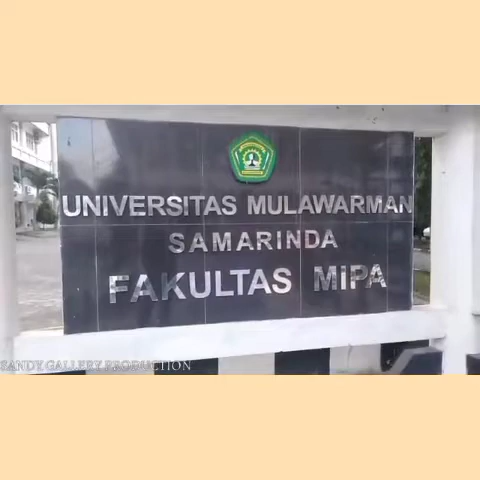 UNIVERSITAS MULAWARMAN
SAMARINDA
FAKULTAS MIPA
SANDY GALLERY PRODUCTION